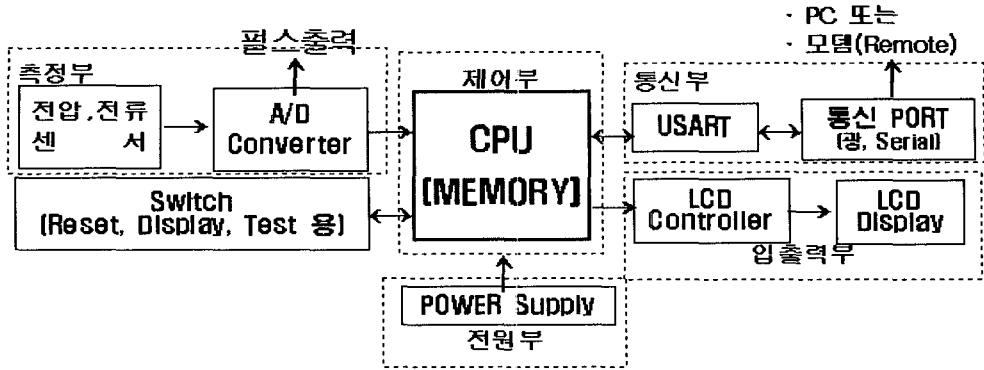 · PC 또는
· 모뎀(Remote)
펄스출력
측정부
전압,전류
센 서
A/D
Converter
Switch
(Reset, Display, Test 용)
제어부
CPU
(MEMORY)
POWER Supply
전원부
통신부
USART
통신 PORT
(광, Serial)
LCD
Controller
LCD
Display
입출력부